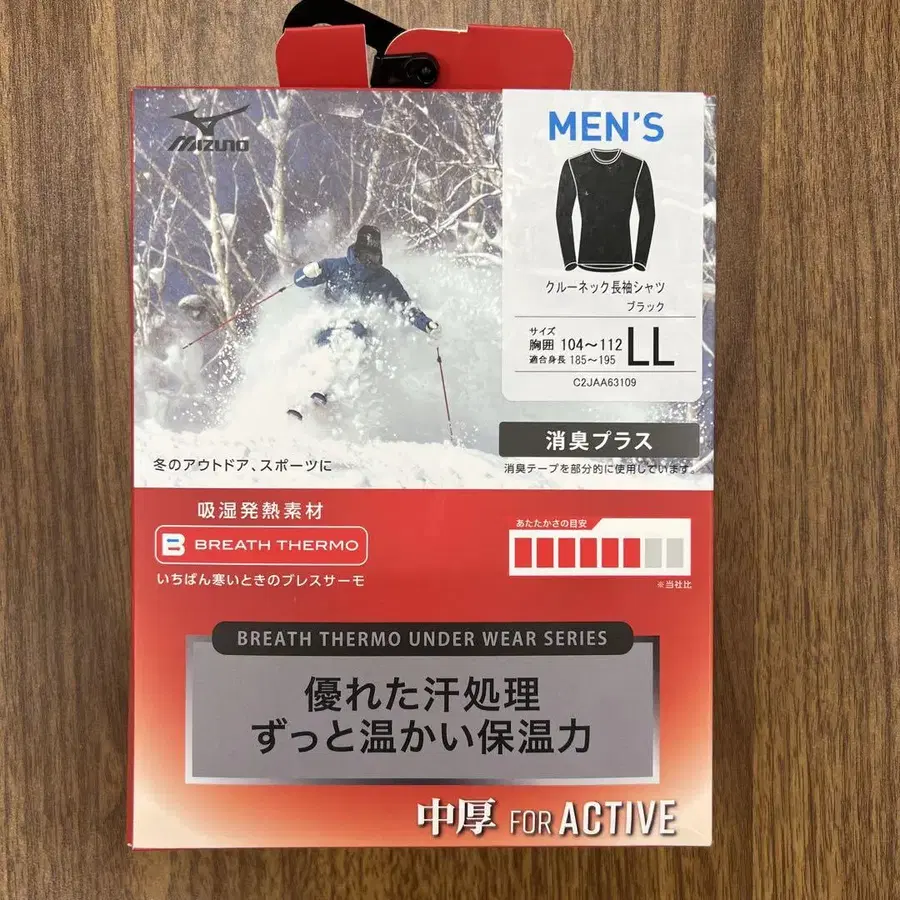 MIZUNO
MEN'S
クルーネック長袖シャツ
ブラック
サイズ
胸囲 104〜112
適合身長 185〜195
LL
C2JAA63109
消臭プラス
消臭テープを部分的に使用しています。
冬のアウトドア、スポーツに
吸湿発熱素材
B BREATH THERMO
いちばん寒いときのブレスサーモ
あたたかさの目安
※当社比
BREATH THERMO UNDER WEAR SERIES
優れた汗処理
ずっと温かい保温力
中厚 FOR ACTIVE